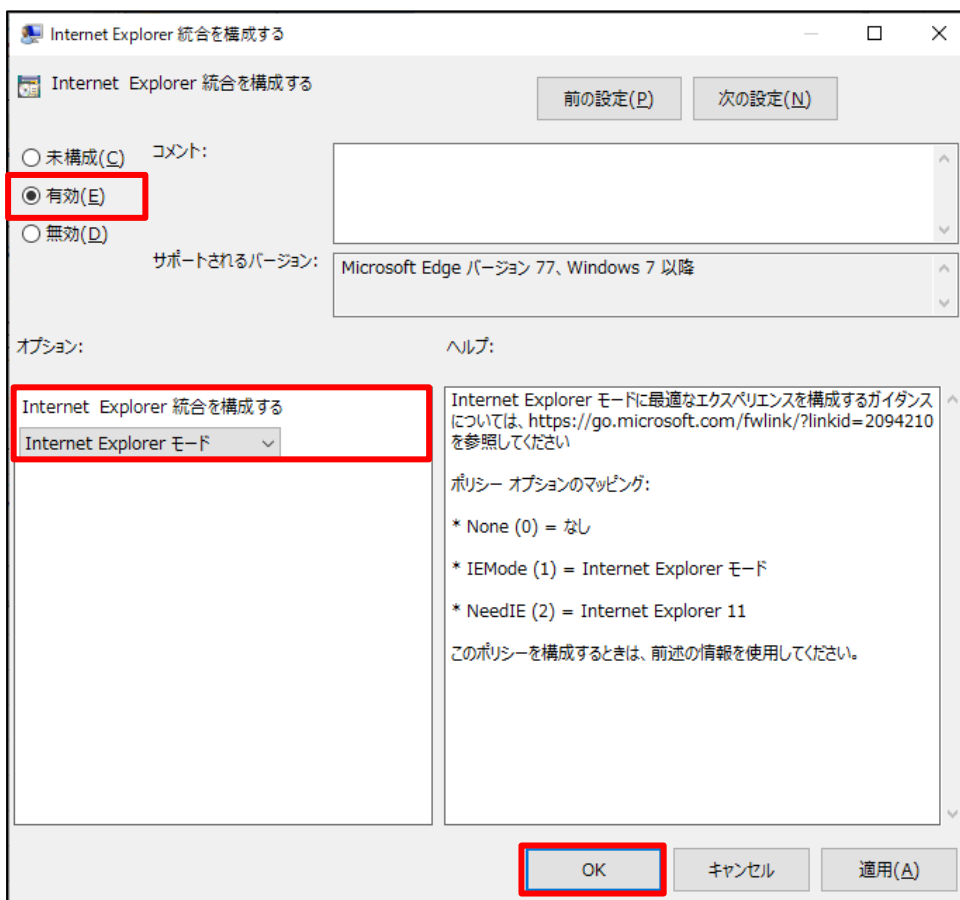 Internet Explorer 統合を構成する
Internet Explorer 統合を構成する
前の設定(P)
次の設定(N)
未構成(C)
有効(E)
無効(D)
コメント:
サポートされるバージョン:
Microsoft Edge バージョン 77、Windows 7 以降
オプション:
ヘルプ:
Internet Explorer 統合を構成する
Internet Explorer モード
Internet Explorer モードに最適なエクスペリエンスを構成するガイダンス
については、https://go.microsoft.com/fwlink/?linkid=2094210
を参照してください
ポリシー オプションのマッピング:
* None (0) = なし
* IEMode (1) = Internet Explorer モード
* NeedIE (2) = Internet Explorer 11
このポリシーを構成するときは、前述の情報を使用してください。
OK
キャンセル
適用(A)